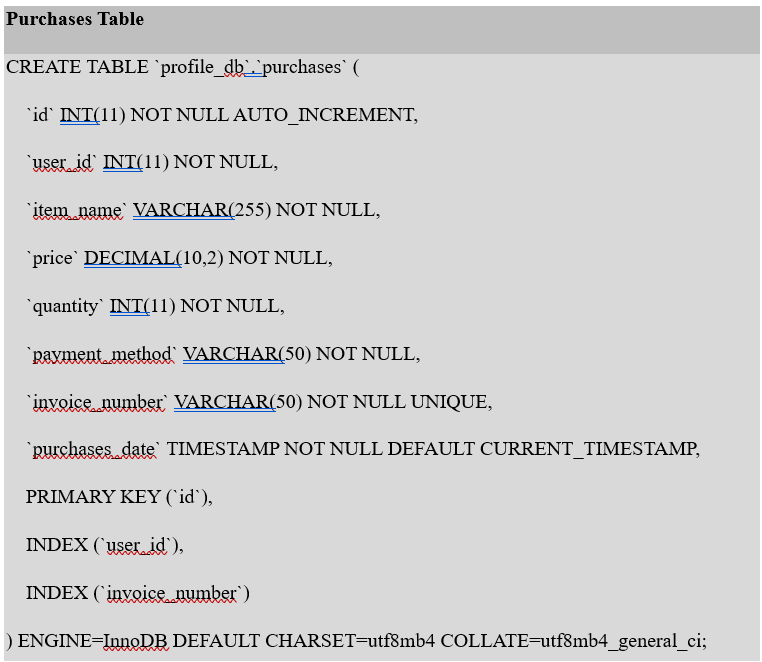 Purchases Table
CREATE TABLE `profile_db`.`purchases` (
`id` INT(11) NOT NULL AUTO_INCREMENT,
`user_id` INT(11) NOT NULL,
`item_name` VARCHAR(255) NOT NULL,
`price` DECIMAL(10,2) NOT NULL,
`quantity` INT(11) NOT NULL,
`payment_method` VARCHAR(50) NOT NULL,
`invoice_number` VARCHAR(50) NOT NULL UNIQUE,
`purchases_date` TIMESTAMP NOT NULL DEFAULT CURRENT_TIMESTAMP,
PRIMARY KEY (`id`),
INDEX (`user_id`),
INDEX (`invoice_number`)
) ENGINE=InnoDB DEFAULT CHARSET=utf8mb4 COLLATE=utf8mb4_general_ci;